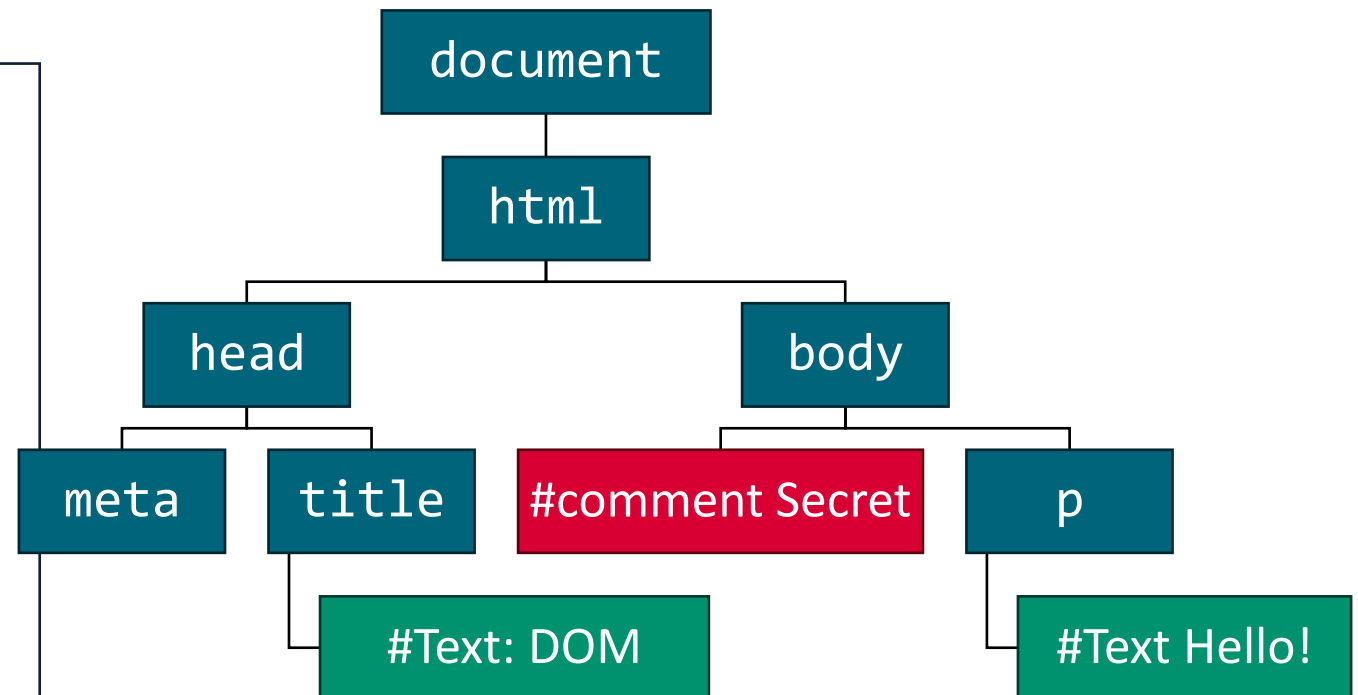 document
html
head
body
meta
title
#comment Secret
p
#Text: DOM
#Text Hello!